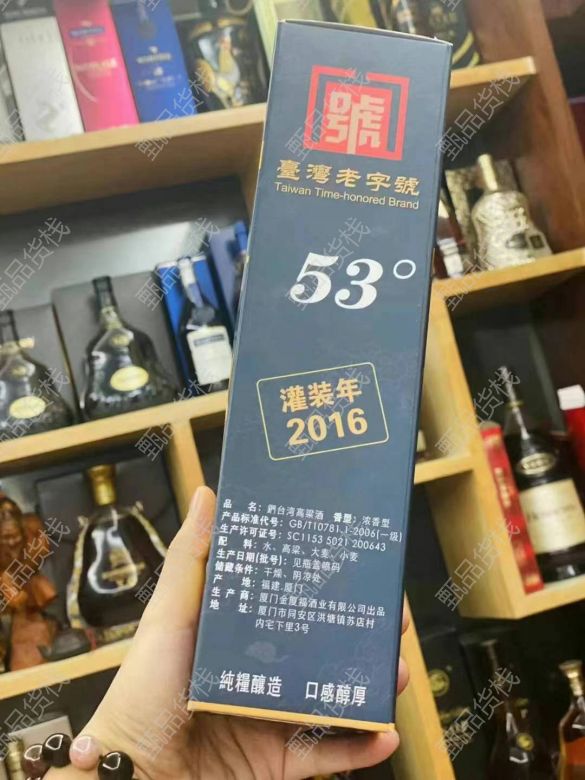 號
臺灣老字號
Taiwan Time-honored Brand
53°
灌装年
2016
品 名：鈣台湾高粱酒 香型：浓香型
产品标准代号：GB/T10781.1-2006(一级)
生产许可证号：SC1153 5021 200643
配 料：水、高粱、大麦、小麦
生产日期(批号)：见瓶盖喷码
储藏条件：干燥、阴凉处
产 地：福建.厦门
生 产 商：厦门金厦福酒业有限公司出品
地 址：厦门市同安区洪塘镇苏店村
内宅下里3号
純糧釀造 口感醇厚
甄品货栈